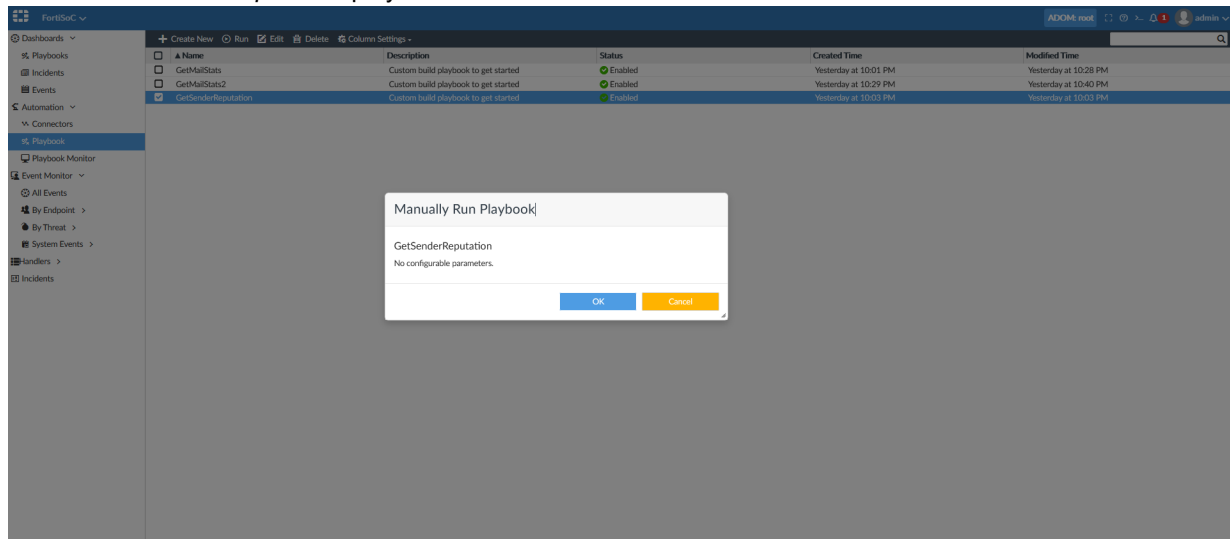 FortiSoC
ADOM: root
1
admin
Dashboards
Playbooks
Incidents
Events
Automation
Connectors
Playbook
Playbook Monitor
Event Monitor
All Events
By Endpoint >
By Threat >
System Events >
Handlers >
Incidents
Create New Run Edit Delete Column Settings
Name Description Status Created Time Modified Time
GetMailStats Custom build playbook to get started Enabled Yesterday at 10:01 PM Yesterday at 10:28 PM
GetMailStats2 Custom build playbook to get started Enabled Yesterday at 10:29 PM Yesterday at 10:40 PM
GetSenderReputation Custom build playbook to get started Enabled Yesterday at 10:03 PM Yesterday at 10:03 PM
Manually Run Playbook
GetSenderReputation
No configurable parameters.
OK Cancel